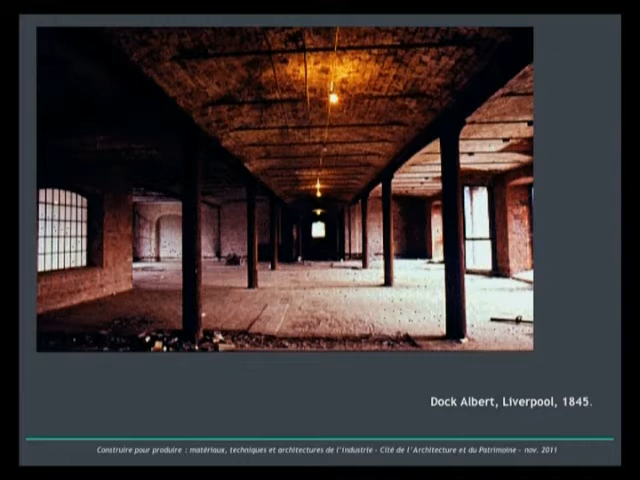 Dock Albert, Liverpool, 1845.
Construire pour produire : matériaux, techniques et architectures de l'industrie - Cité de l'Architecture et du Patrimoine - nov. 2011